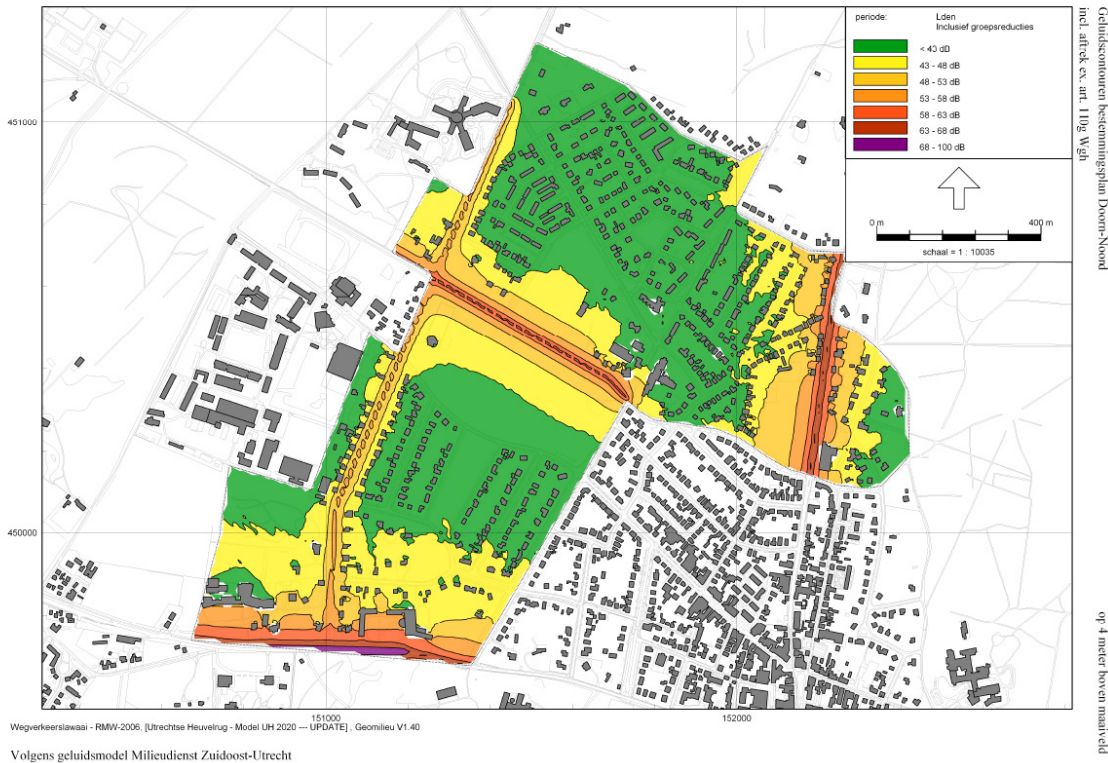 periode:
Lden
Inclusief groepsreducties
< 43 dB
43 - 48 dB
48 - 53 dB
53 - 58 dB
58 - 63 dB
63 - 68 dB
68 - 100 dB
0 m
400 m
schaal = 1 : 10035
Geluidscontouren bestemmingsplan Doorn-Noord
incl. aftrek ex. art. 110g Wgh
op 4 meter boven maaiveld
451000
450000
151000
152000
Wegverkeerslawaai - RMW-2006, [Utrechtse Heuvelrug - Model UH 2020 --- UPDATE] , Geomilieu V1.40
Volgens geluidsmodel Milieudienst Zuidoost-Utrecht